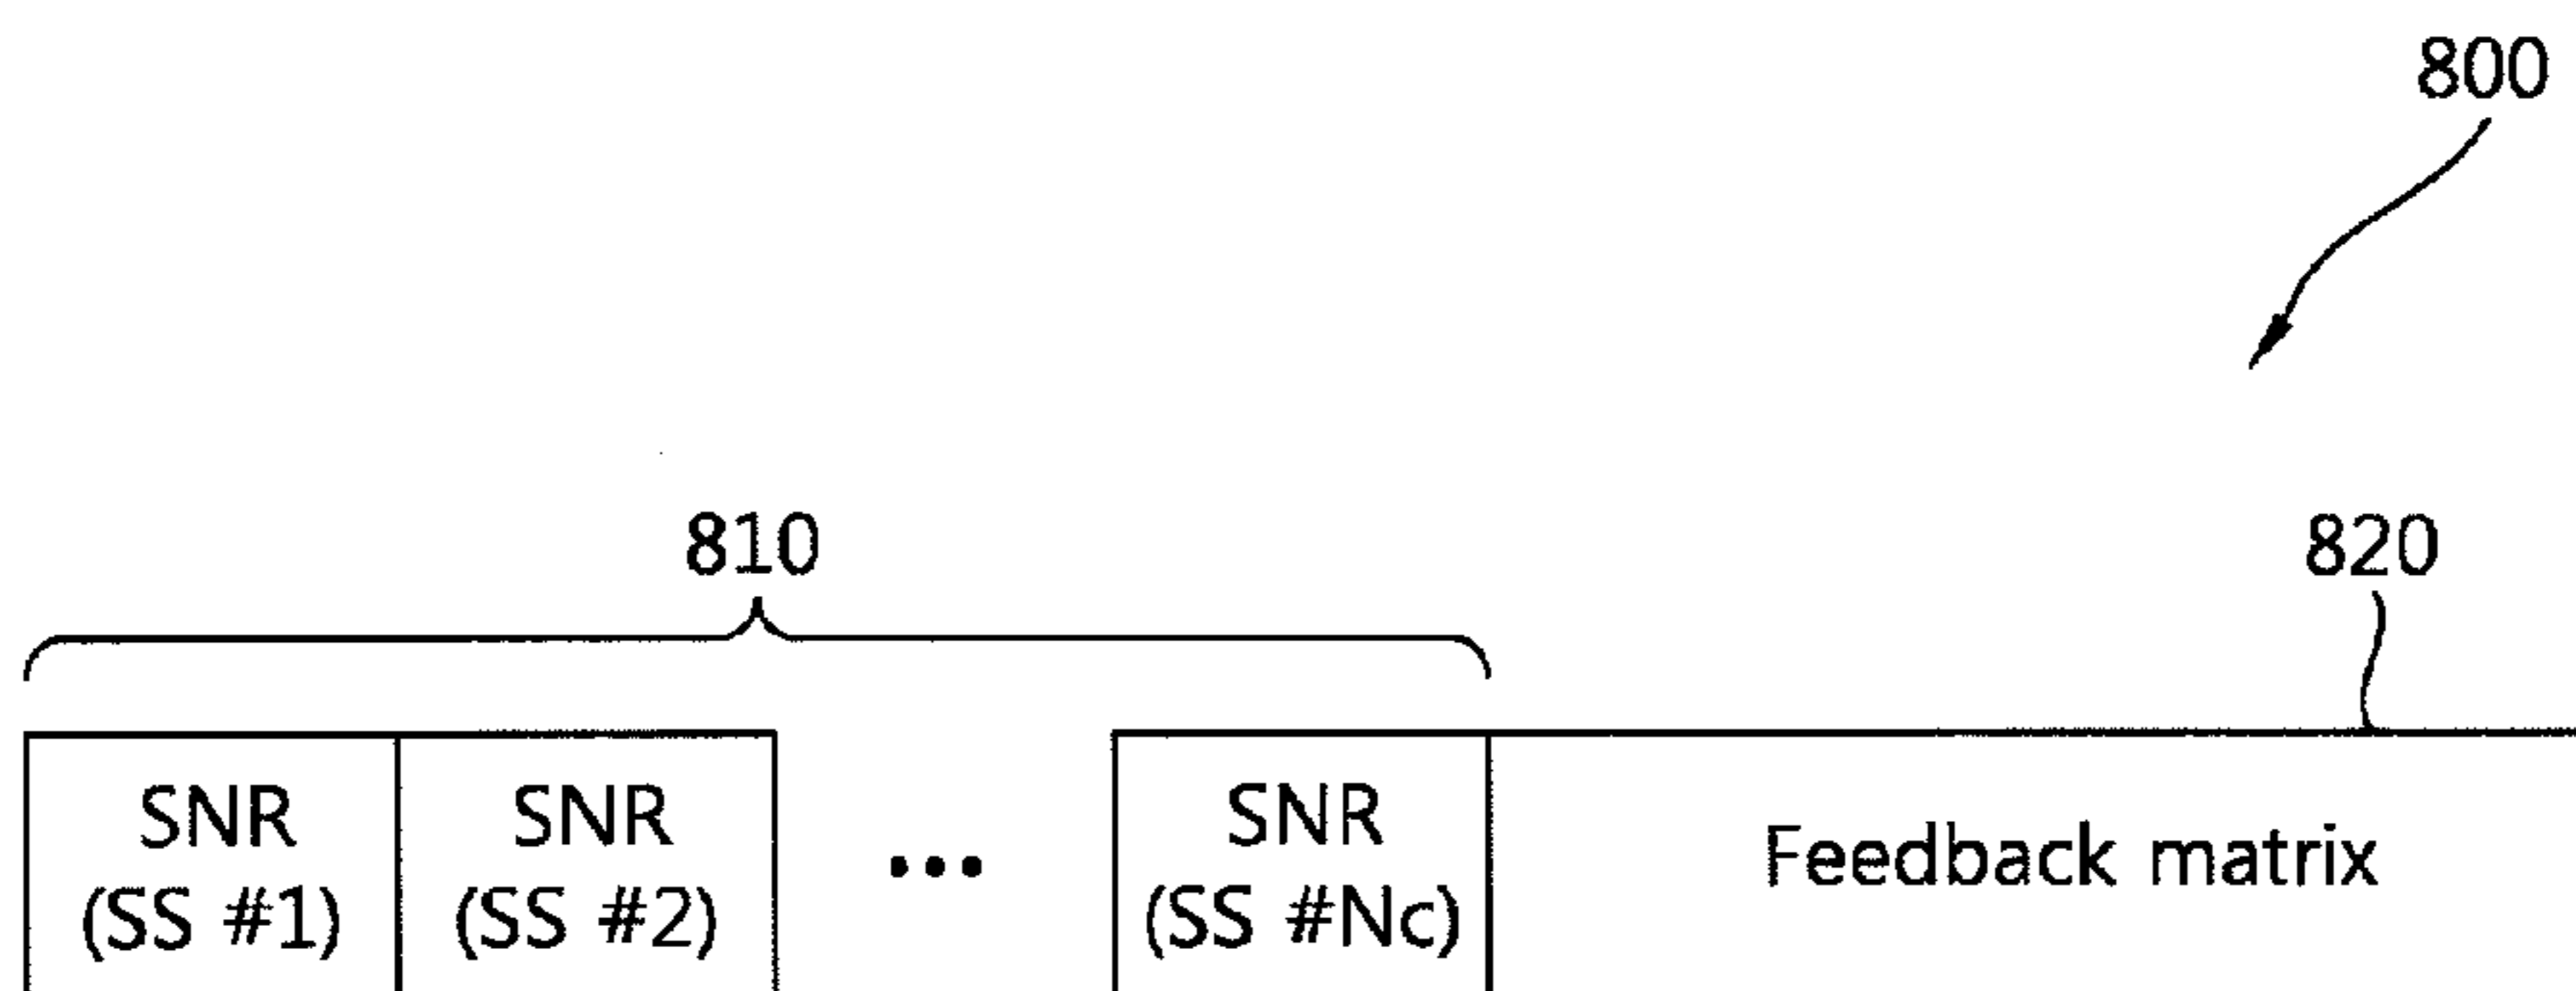 800
810
820
SNR
(SS #1)
SNR
(SS #2)
...
SNR
(SS #Nc)
Feedback matrix